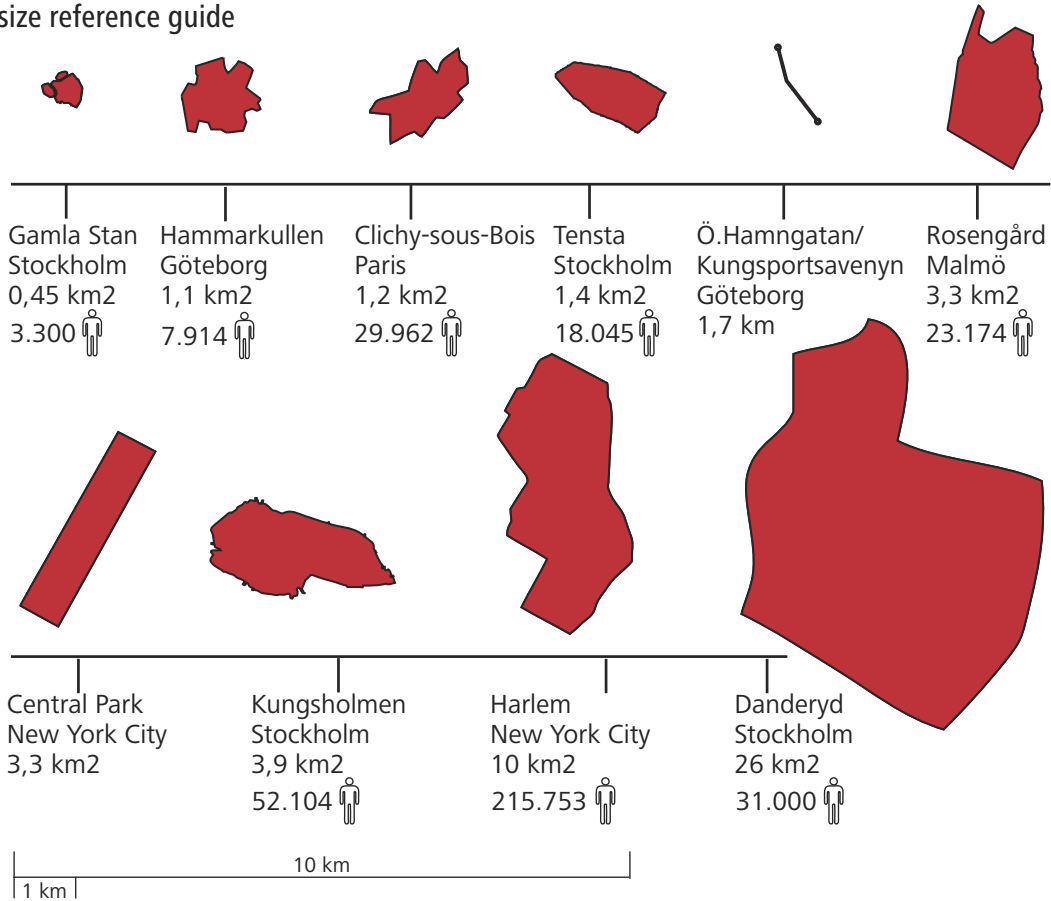 size reference guide
Gamla Stan
Stockholm
0,45 km2
3.300
Hammarkullen
Göteborg
1,1 km2
7.914
Clichy-sous-Bois
Paris
1,2 km2
29.962
Tensta
Stockholm
1,4 km2
18.045
Ö.Hamngatan/
Kungsportsavenyn
Göteborg
1,7 km
Rosengård
Malmö
3,3 km2
23.174
Central Park
New York City
3,3 km2
Kungsholmen
Stockholm
3,9 km2
52.104
Harlem
New York City
10 km2
215.753
Danderyd
Stockholm
26 km2
31.000
10 km
1 km